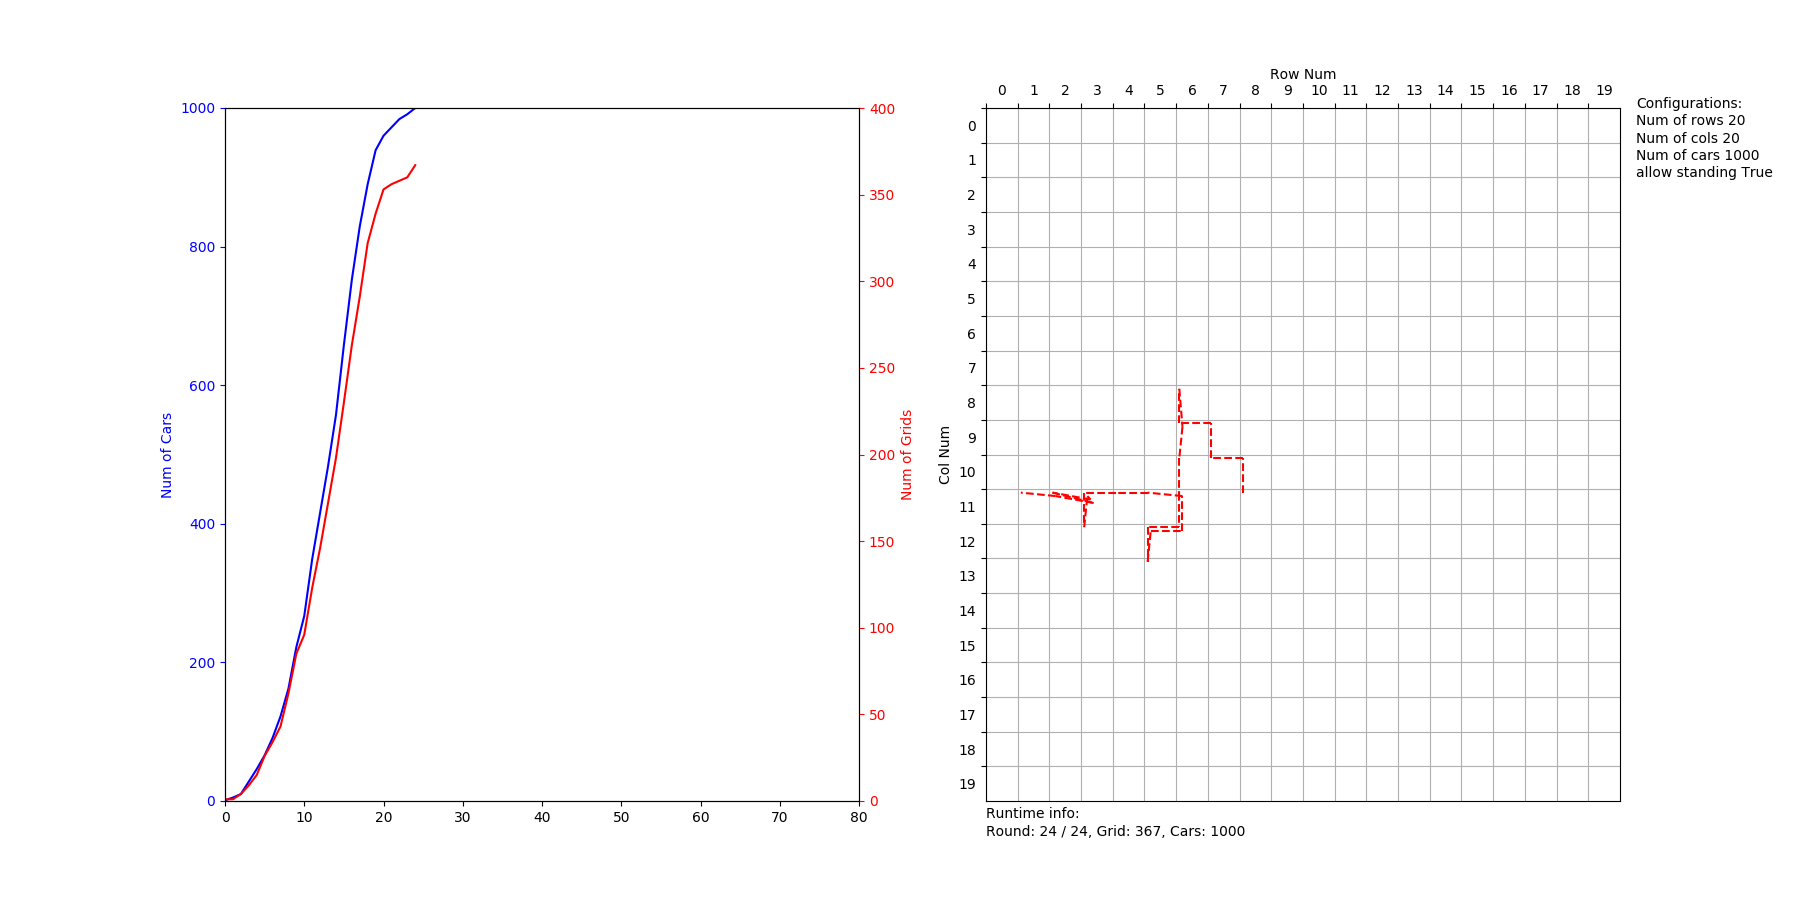 Row Num
0 1 2 3 4 5 6 7 8 9 10 11 12 13 14 15 16 17 18 19
Configurations:
Num of rows 20
Num of cols 20
Num of cars 1000
allow standing True
1000
800
600
400
200
0
Num of Cars
0 10 20 30 40 50 60 70 80
400
350
300
250
200
150
100
50
0
Num of Grids
Col Num
0
1
2
3
4
5
6
7
8
9
10
11
12
13
14
15
16
17
18
19
Runtime info:
Round: 24 / 24, Grid: 367, Cars: 1000